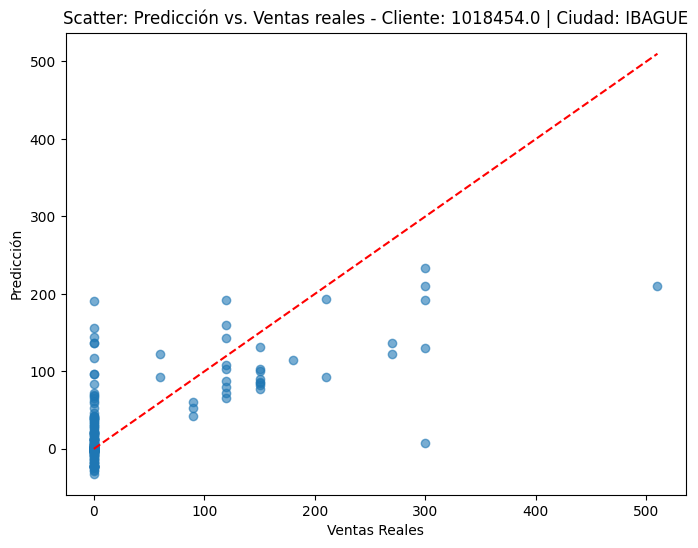 Scatter: Predicción vs. Ventas reales - Cliente: 1018454.0 | Ciudad: IBAGUE
500
400
300
200
100
0
Predicción
0 100 200 300 400 500
Ventas Reales